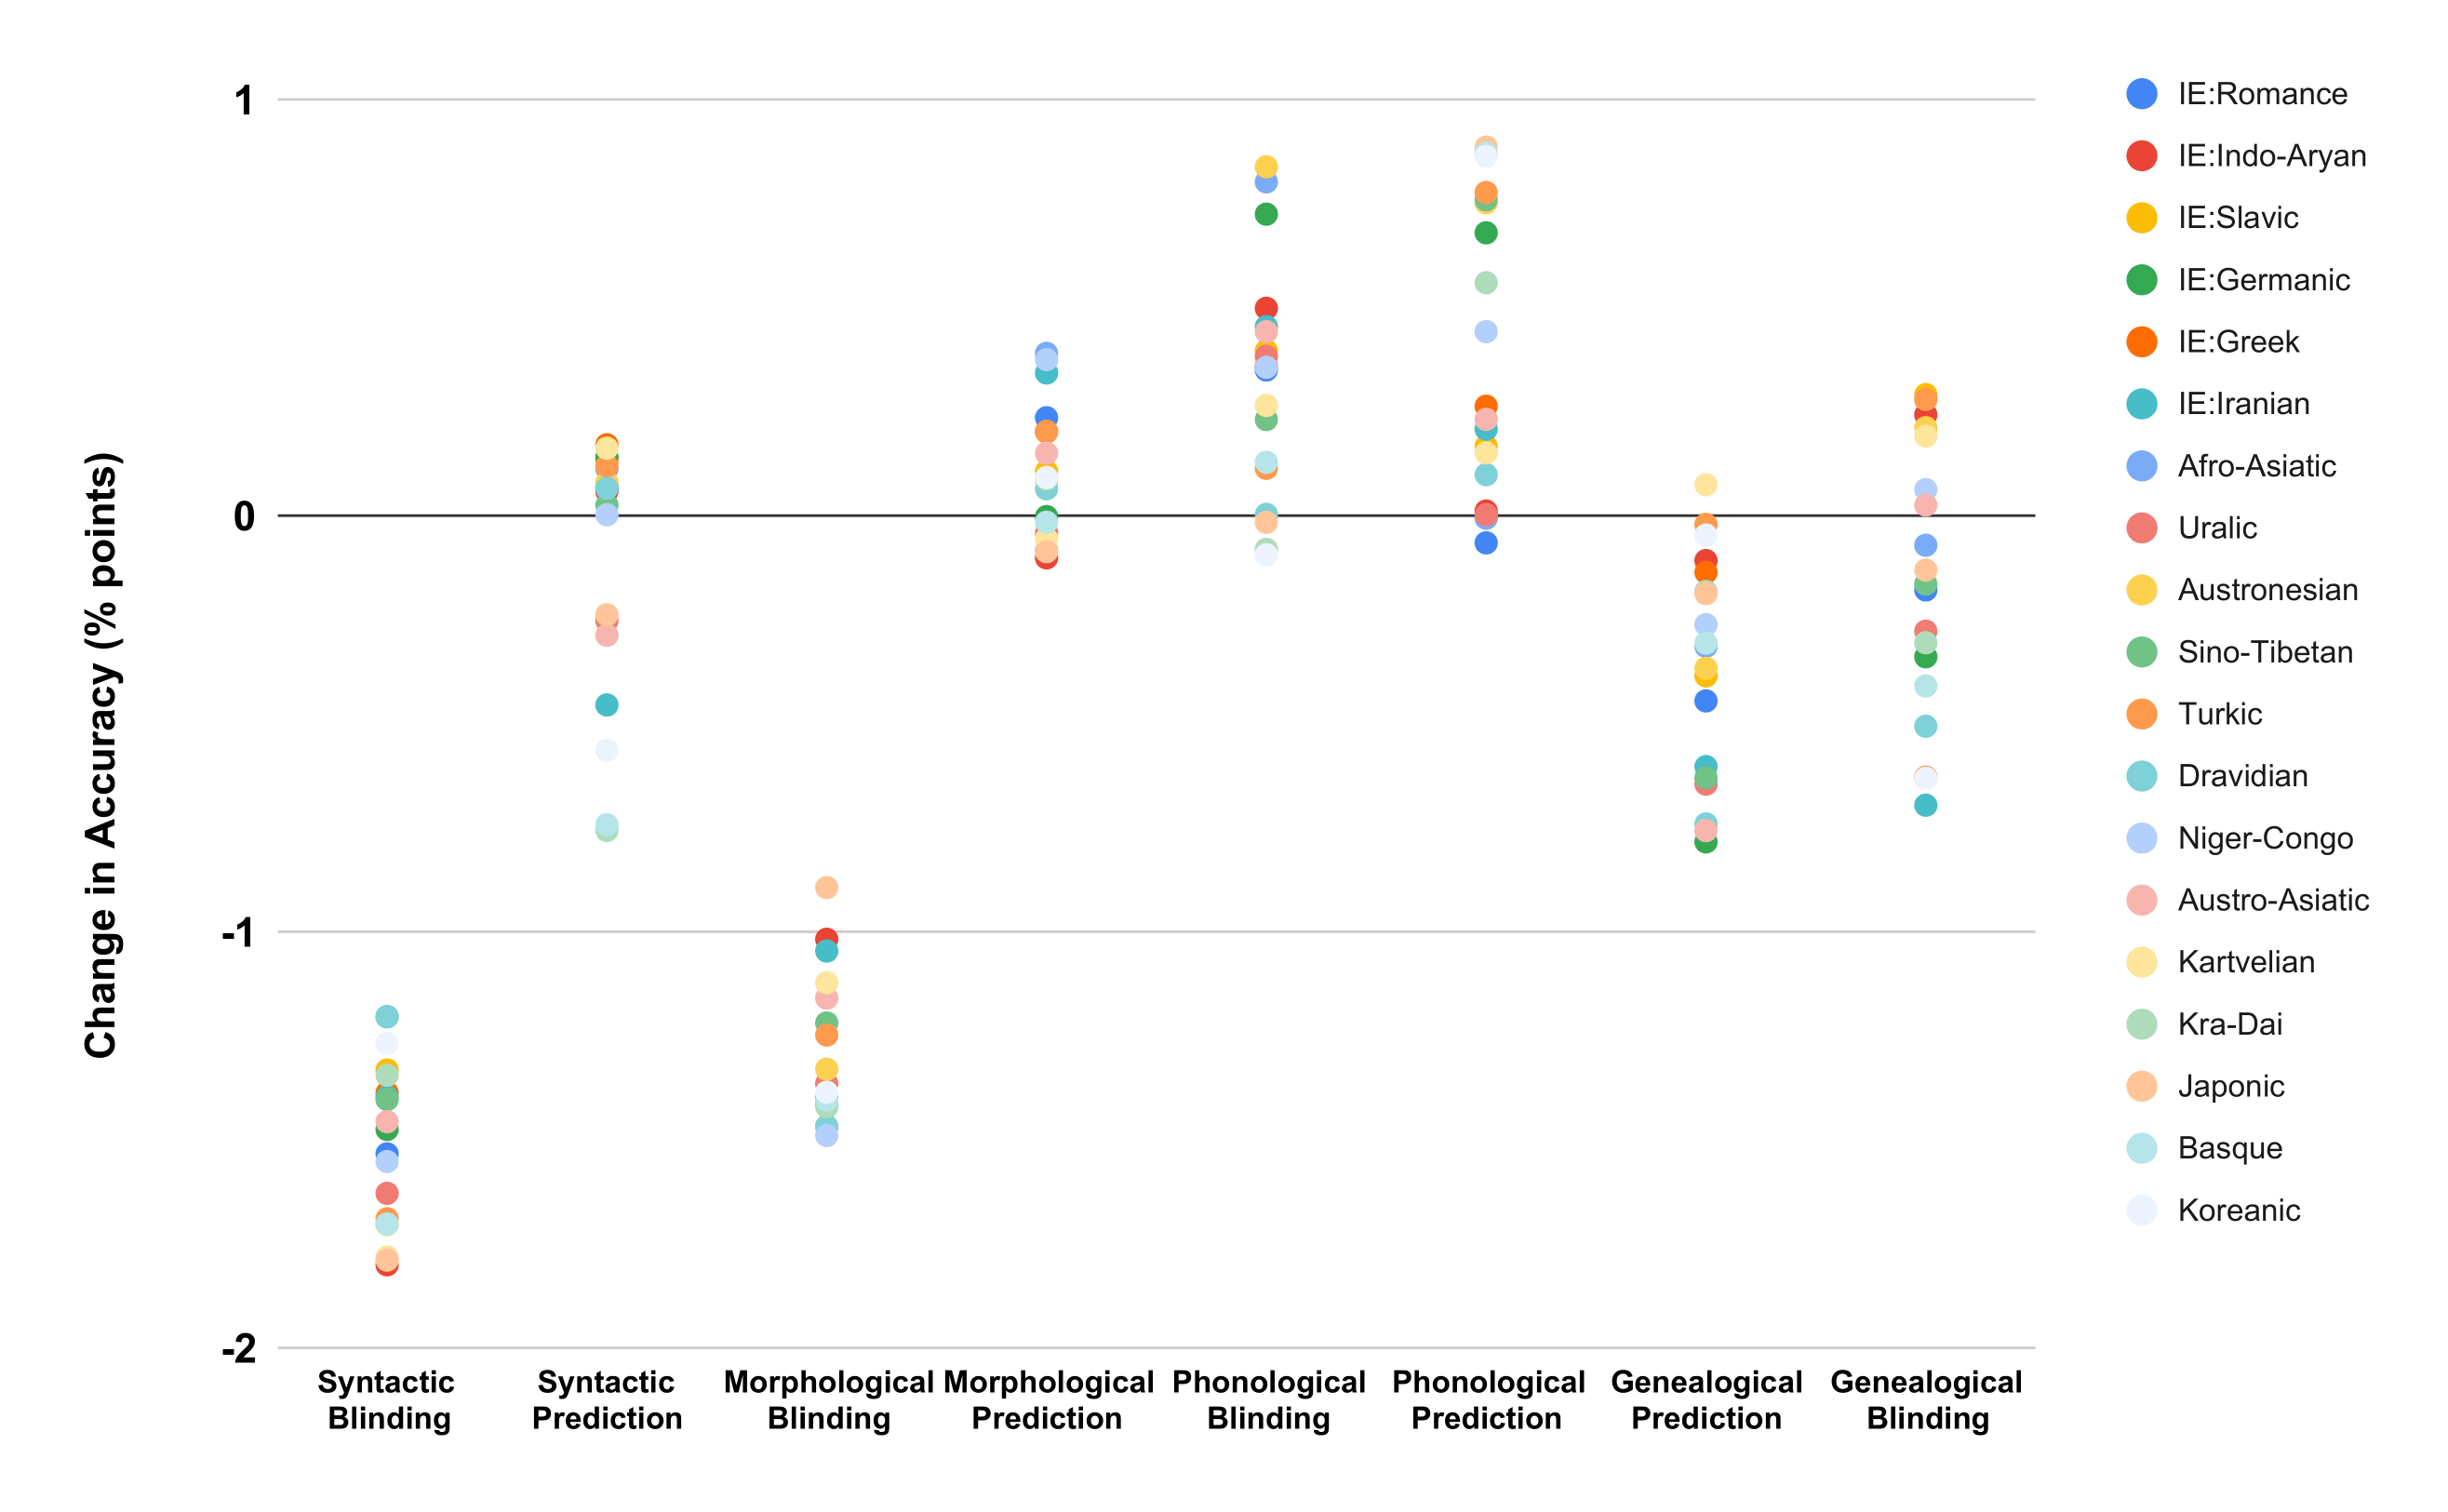 Change in Accuracy (% points)
1
0
-1
-2
Syntactic
Blinding
Syntactic
Prediction
Morphological
Blinding
Morphological
Prediction
Phonological
Blinding
Phonological
Prediction
Genealogical
Prediction
Genealogical
Blinding
IE:Romance
IE:Indo-Aryan
IE:Slavic
IE:Germanic
IE:Greek
IE:Iranian
Afro-Asiatic
Uralic
Austronesian
Sino-Tibetan
Turkic
Dravidian
Niger-Congo
Austro-Asiatic
Kartvelian
Kra-Dai
Japonic
Basque
Koreanic